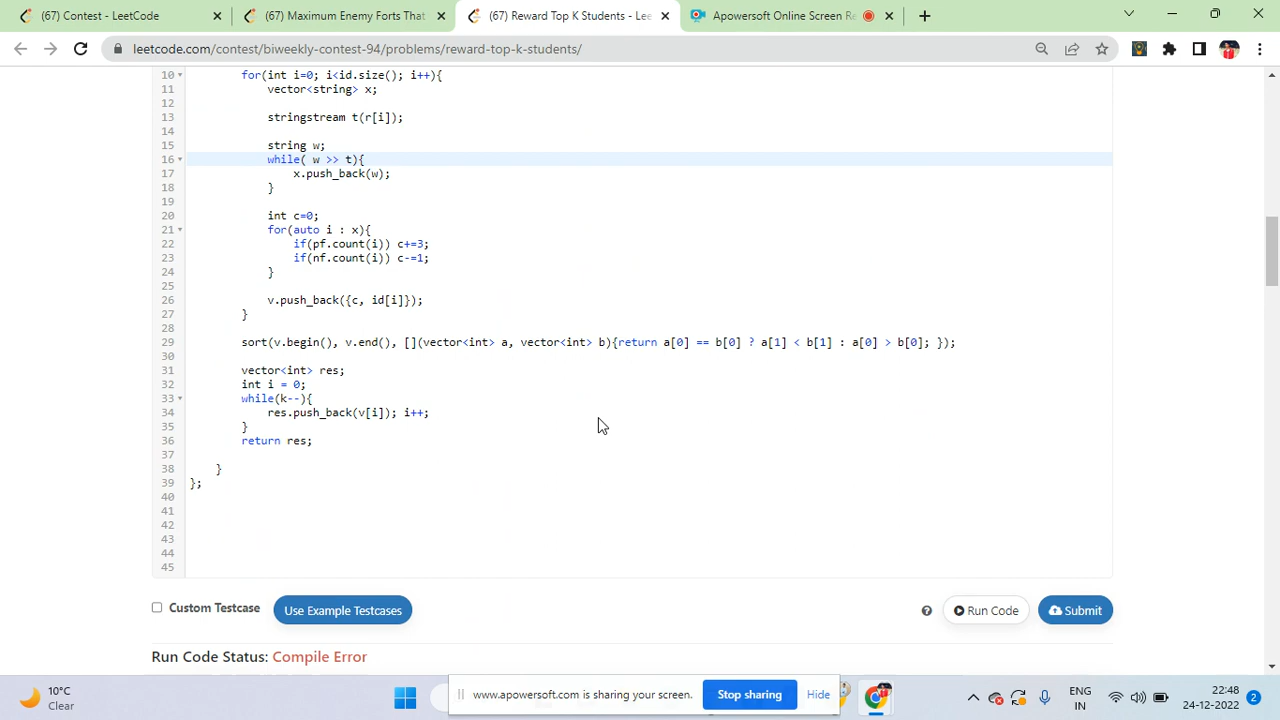 (67) Contest - LeetCode
(67) Maximum Enemy Forts That
(67) Reward Top K Students - Lee
Apowersoft Online Screen Re
leetcode.com/contest/biweekly-contest-94/problems/reward-top-k-students/
10 for(int i=0; i<id.size(); i++){
11 vector<string> x;
12
13 stringstream t(r[i]);
14
15 string w;
16 while( w >> t){
17 x.push_back(w);
18 }
19
20 int c=0;
21 for(auto i : x){
22 if(pf.count(i)) c+=3;
23 if(nf.count(i)) c-=1;
24 }
25
26 v.push_back({c, id[i]});
27 }
28
29 sort(v.begin(), v.end(), [](vector<int> a, vector<int> b){return a[0] == b[0] ? a[1] < b[1] : a[0] > b[0]; });
30
31 vector<int> res;
32 int i = 0;
33 while(k--){
34 res.push_back(v[i]); i++;
35 }
36 return res;
37
38 }
39 };
40
41
42
43
44
45
Custom Testcase
Use Example Testcases
Run Code
Submit
Run Code Status: Compile Error
10°C
Clear
www.apowersoft.com is sharing your screen.
Stop sharing
Hide
ENG
IN
22:48
24-12-2022
2